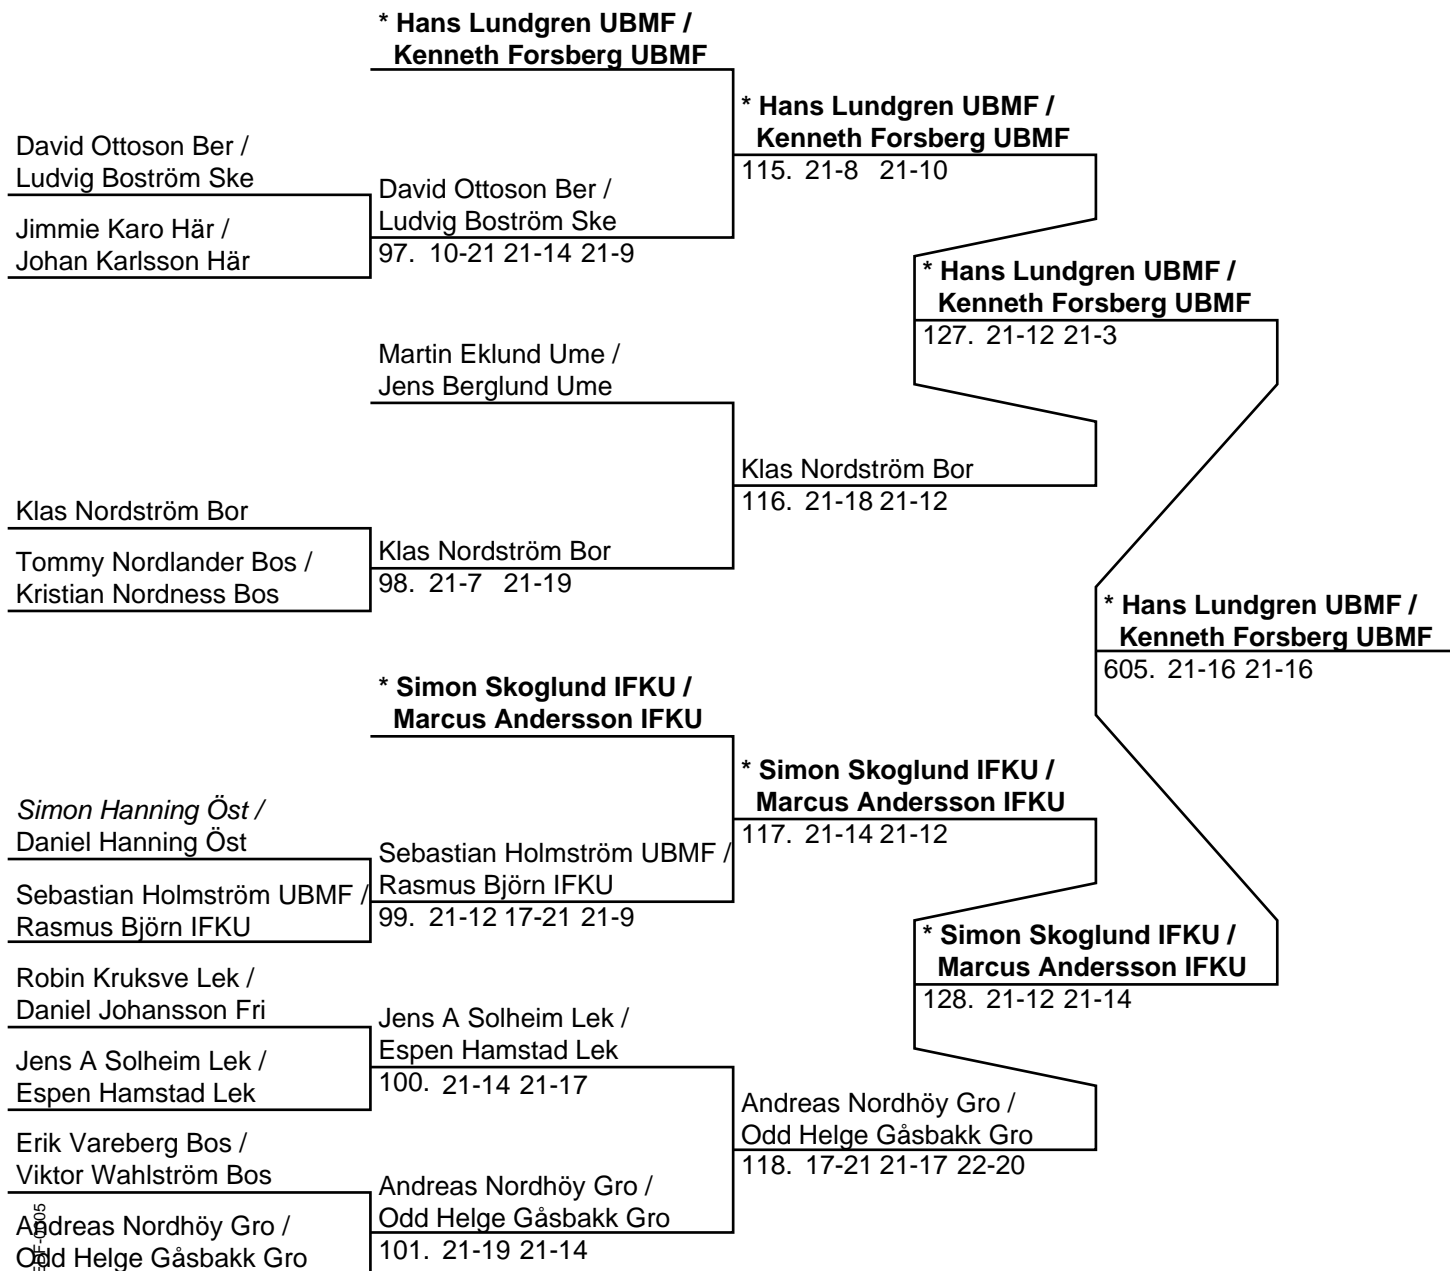 * Hans Lundgren UBMF /
Kenneth Forsberg UBMF
* Hans Lundgren UBMF /
Kenneth Forsberg UBMF
115. 21-8 21-10
David Ottoson Ber /
Ludvig Boström Ske
David Ottoson Ber /
Ludvig Boström Ske
97. 10-21 21-14 21-9
Jimmie Karo Här /
Johan Karlsson Här
* Hans Lundgren UBMF /
Kenneth Forsberg UBMF
127. 21-12 21-3
Martin Eklund Ume /
Jens Berglund Ume
Klas Nordström Bor
116. 21-18 21-12
Klas Nordström Bor
Klas Nordström Bor
98. 21-7 21-19
Tommy Nordlander Bos /
Kristian Nordness Bos
* Hans Lundgren UBMF /
Kenneth Forsberg UBMF
605. 21-16 21-16
* Simon Skoglund IFKU /
Marcus Andersson IFKU
* Simon Skoglund IFKU /
Marcus Andersson IFKU
117. 21-14 21-12
Simon Hanning Öst /
Daniel Hanning Öst
Sebastian Holmström UBMF /
Rasmus Björn IFKU
99. 21-12 17-21 21-9
Sebastian Holmström UBMF /
Rasmus Björn IFKU
* Simon Skoglund IFKU /
Marcus Andersson IFKU
128. 21-12 21-14
Robin Kruksve Lek /
Daniel Johansson Fri
Jens A Solheim Lek /
Espen Hamstad Lek
100. 21-14 21-17
Jens A Solheim Lek /
Espen Hamstad Lek
Andreas Nordhöy Gro /
Odd Helge Gåsbakk Gro
118. 17-21 21-17 22-20
Erik Vareberg Bos /
Viktor Wahlström Bos
Andreas Nordhöy Gro /
Odd Helge Gåsbakk Gro
101. 21-19 21-14
Andreas Nordhöy Gro /
Odd Helge Gåsbakk Gro